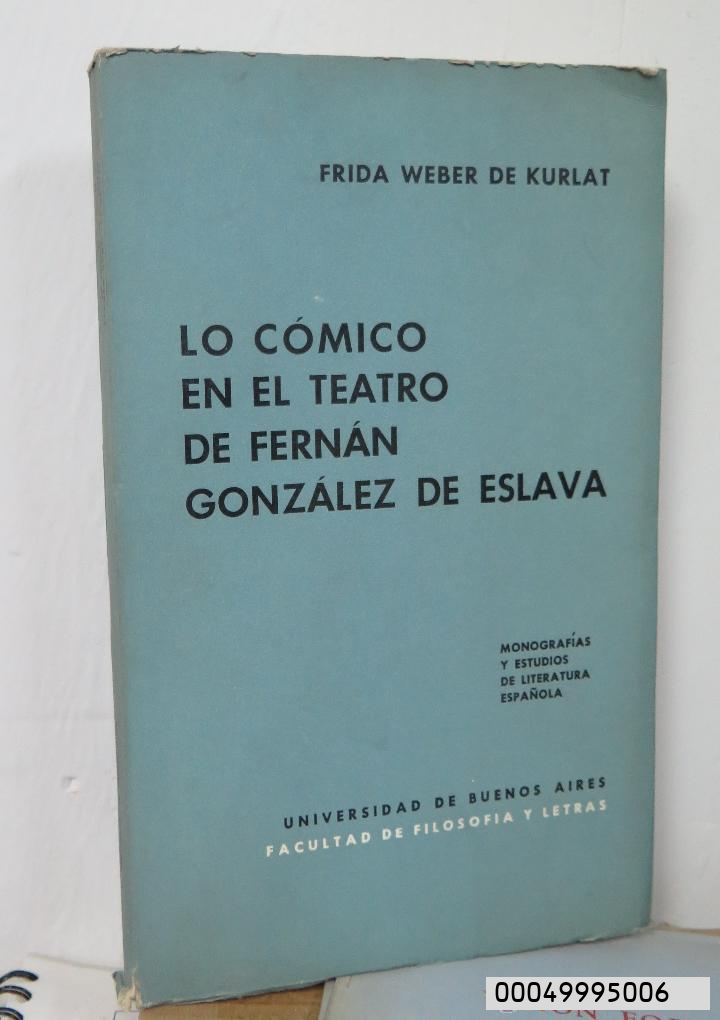 FRIDA WEBER DE KURLAT
LO CÓMICO
EN EL TEATRO
DE FERNÁN
GONZÁLEZ DE ESLAVA
MONOGRAFÍAS
Y ESTUDIOS
DE LITERATURA
ESPAÑOLA
UNIVERSIDAD DE BUENOS AIRES
FACULTAD DE FILOSOFIA Y LETRAS
00049995006